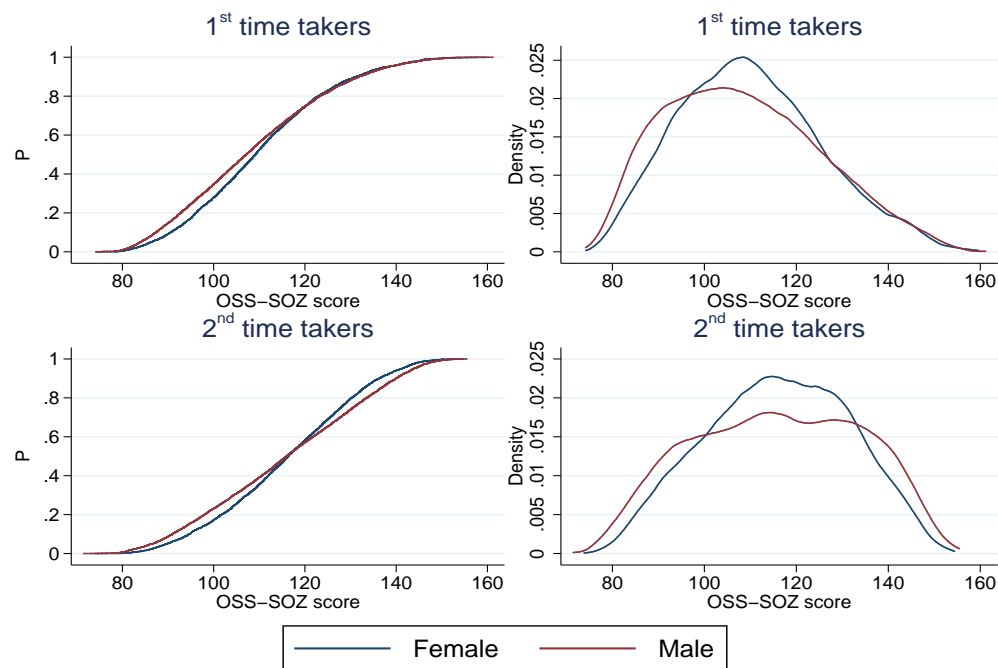 1st time takers
P
1
.8
.6
.4
.2
0
80 100 120 140 160
OSS−SOZ score
1st time takers
Density
.025
.02
.015
.01
.005
0
80 100 120 140 160
OSS−SOZ score
2nd time takers
P
1
.8
.6
.4
.2
0
80 100 120 140 160
OSS−SOZ score
2nd time takers
Density
.025
.02
.015
.01
.005
0
80 100 120 140 160
OSS−SOZ score
Female Male